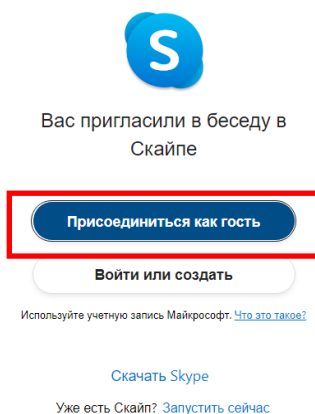 S
Вас пригласили в беседу в
Скайпе
Присоединиться как гость
Войти или создать
Используйте учетную запись Майкрософт. Что это такое?
Скачать Skype
Уже есть Скайп? Запустить сейчас